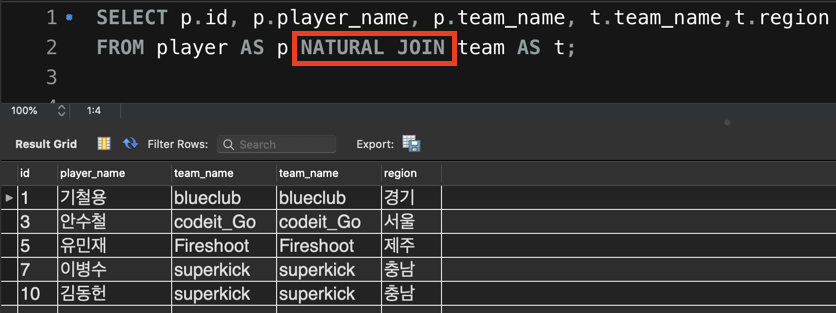 1 SELECT p.id, p.player_name, p.team_name, t.team_name,t.region
2 FROM player AS p NATURAL JOIN team AS t;
3
100% 1:4
Result Grid Filter Rows: Search Export:
id player_name team_name team_name region
1 기철용 blueclub blueclub 경기
3 안수철 codeit_Go codeit_Go 서울
5 유민재 Fireshoot Fireshoot 제주
7 이병수 superkick superkick 충남
10 김동헌 superkick superkick 충남